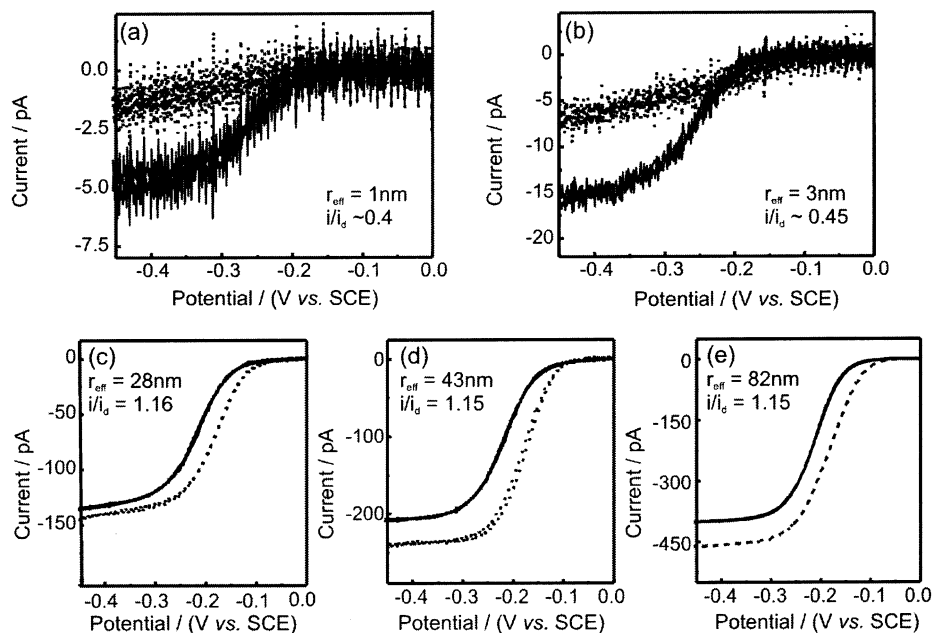 (a)
0.0
-2.5
-5.0
-7.5
Current / pA
r_eff = 1nm
i/i_d ~0.4
-0.4 -0.3 -0.2 -0.1 0.0
Potential / (V vs. SCE)
(b)
0
-5
-10
-15
-20
Current / pA
r_eff = 3nm
i/i_d ~ 0.45
-0.4 -0.3 -0.2 -0.1 0.0
Potential / (V vs. SCE)
(c)
r_eff = 28nm
i/i_d = 1.16
0
-50
-100
-150
Current / pA
-0.4 -0.3 -0.2 -0.1 0.0
Potential / (V vs. SCE)
(d)
r_eff = 43nm
i/i_d = 1.15
0
-100
-200
Current / pA
-0.4 -0.3 -0.2 -0.1 0.0
Potential / (V vs. SCE)
(e)
r_eff = 82nm
i/i_d = 1.15
0
-150
-300
-450
Current / pA
-0.4 -0.3 -0.2 -0.1 0.0
Potential / (V vs. SCE)